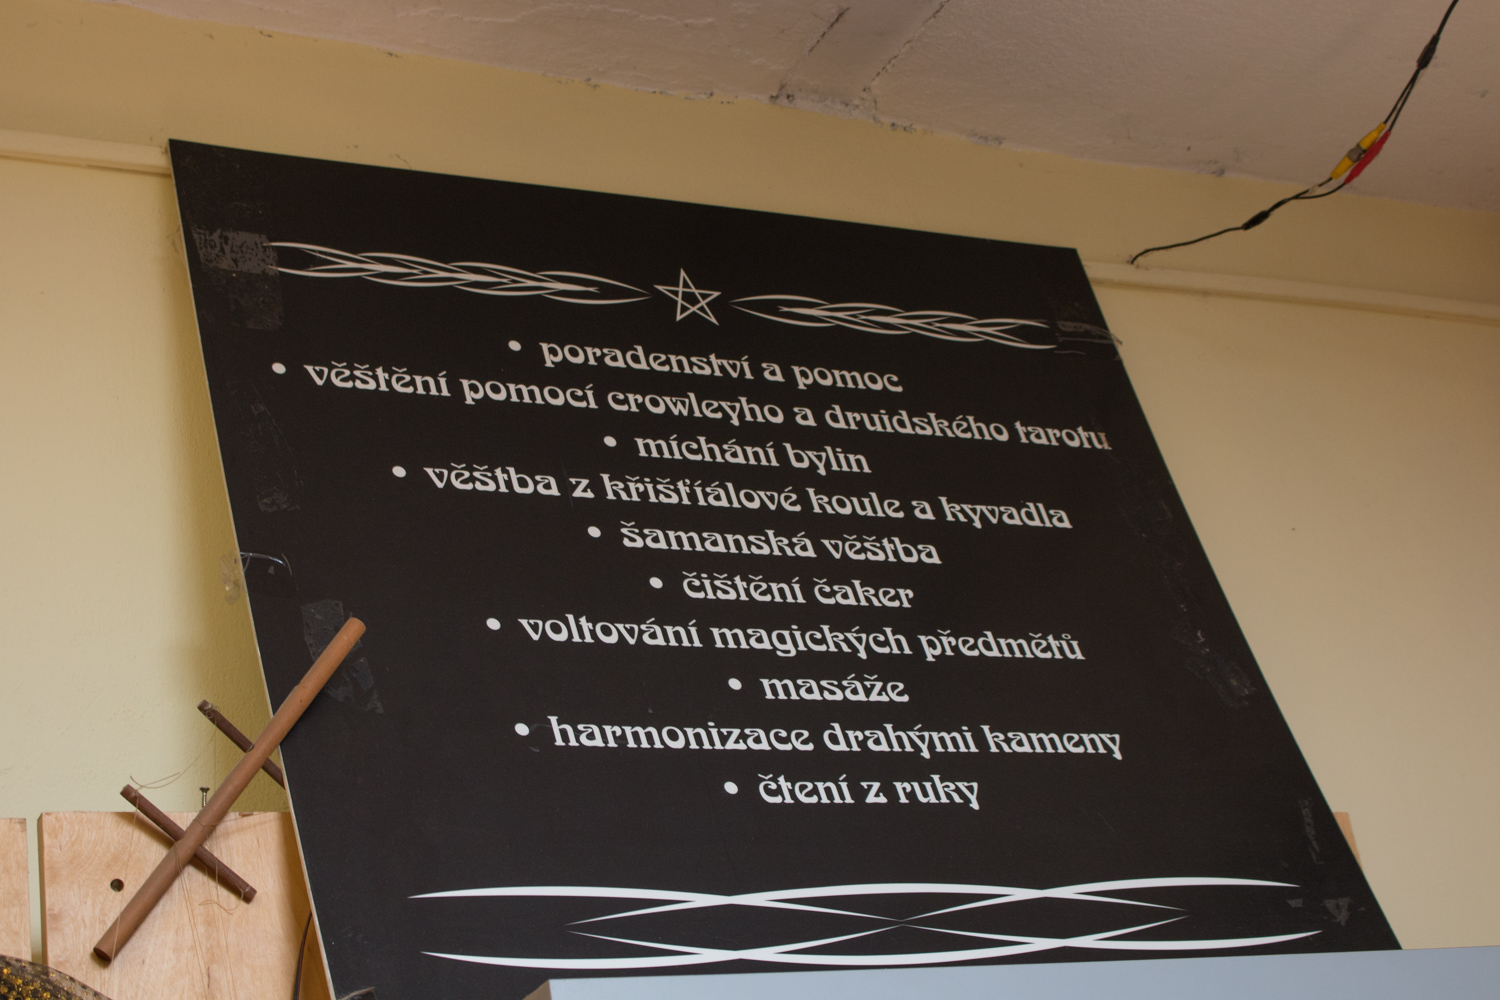 • poradenství a pomoc
• věštění pomocí crowleyho a druidského tarotu
• míchání bylin
• věštba z křišťíálové koule a kyvadla
• šamanská věštba
• čištění čaker
• voltování magických předmětů
• masáže
• harmonizace drahými kameny
• čtení z ruky